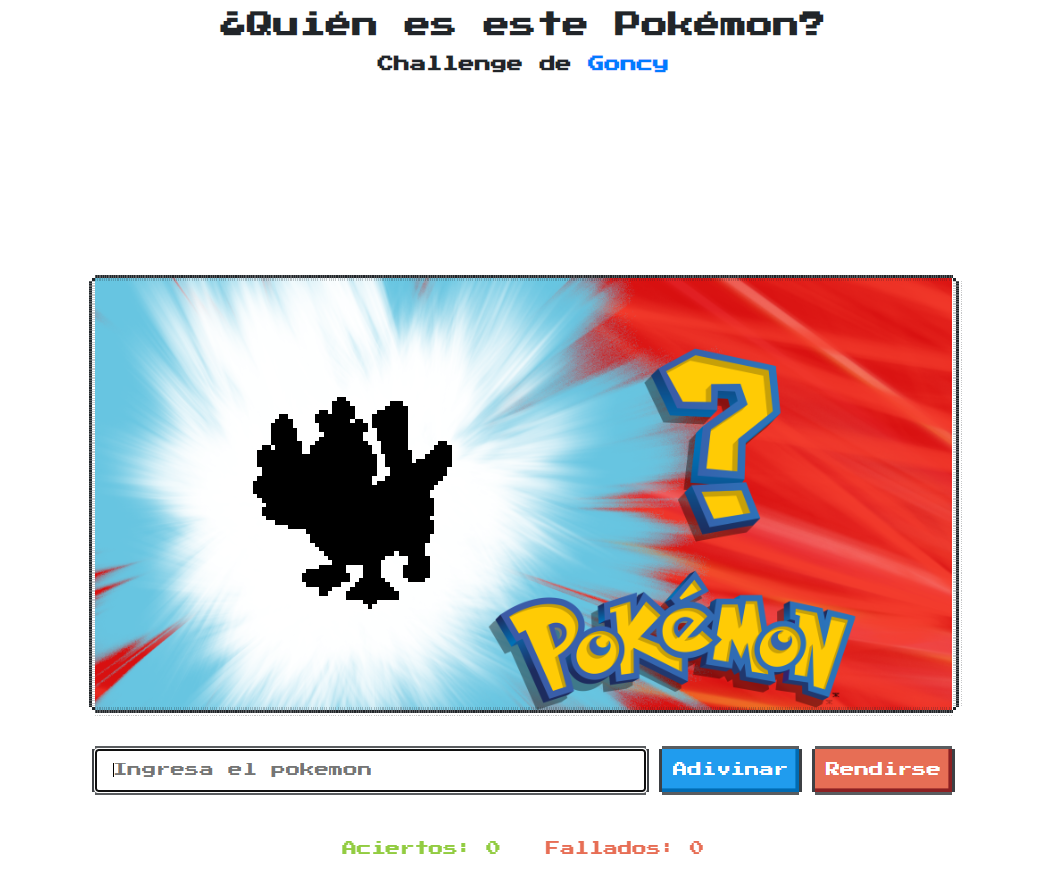 ¿Quién es este Pokémon?
Challenge de Goncy
?
POKéMON
Ingresa el pokemon
Adivinar
Rendirse
Aciertos: 0
Fallados: 0